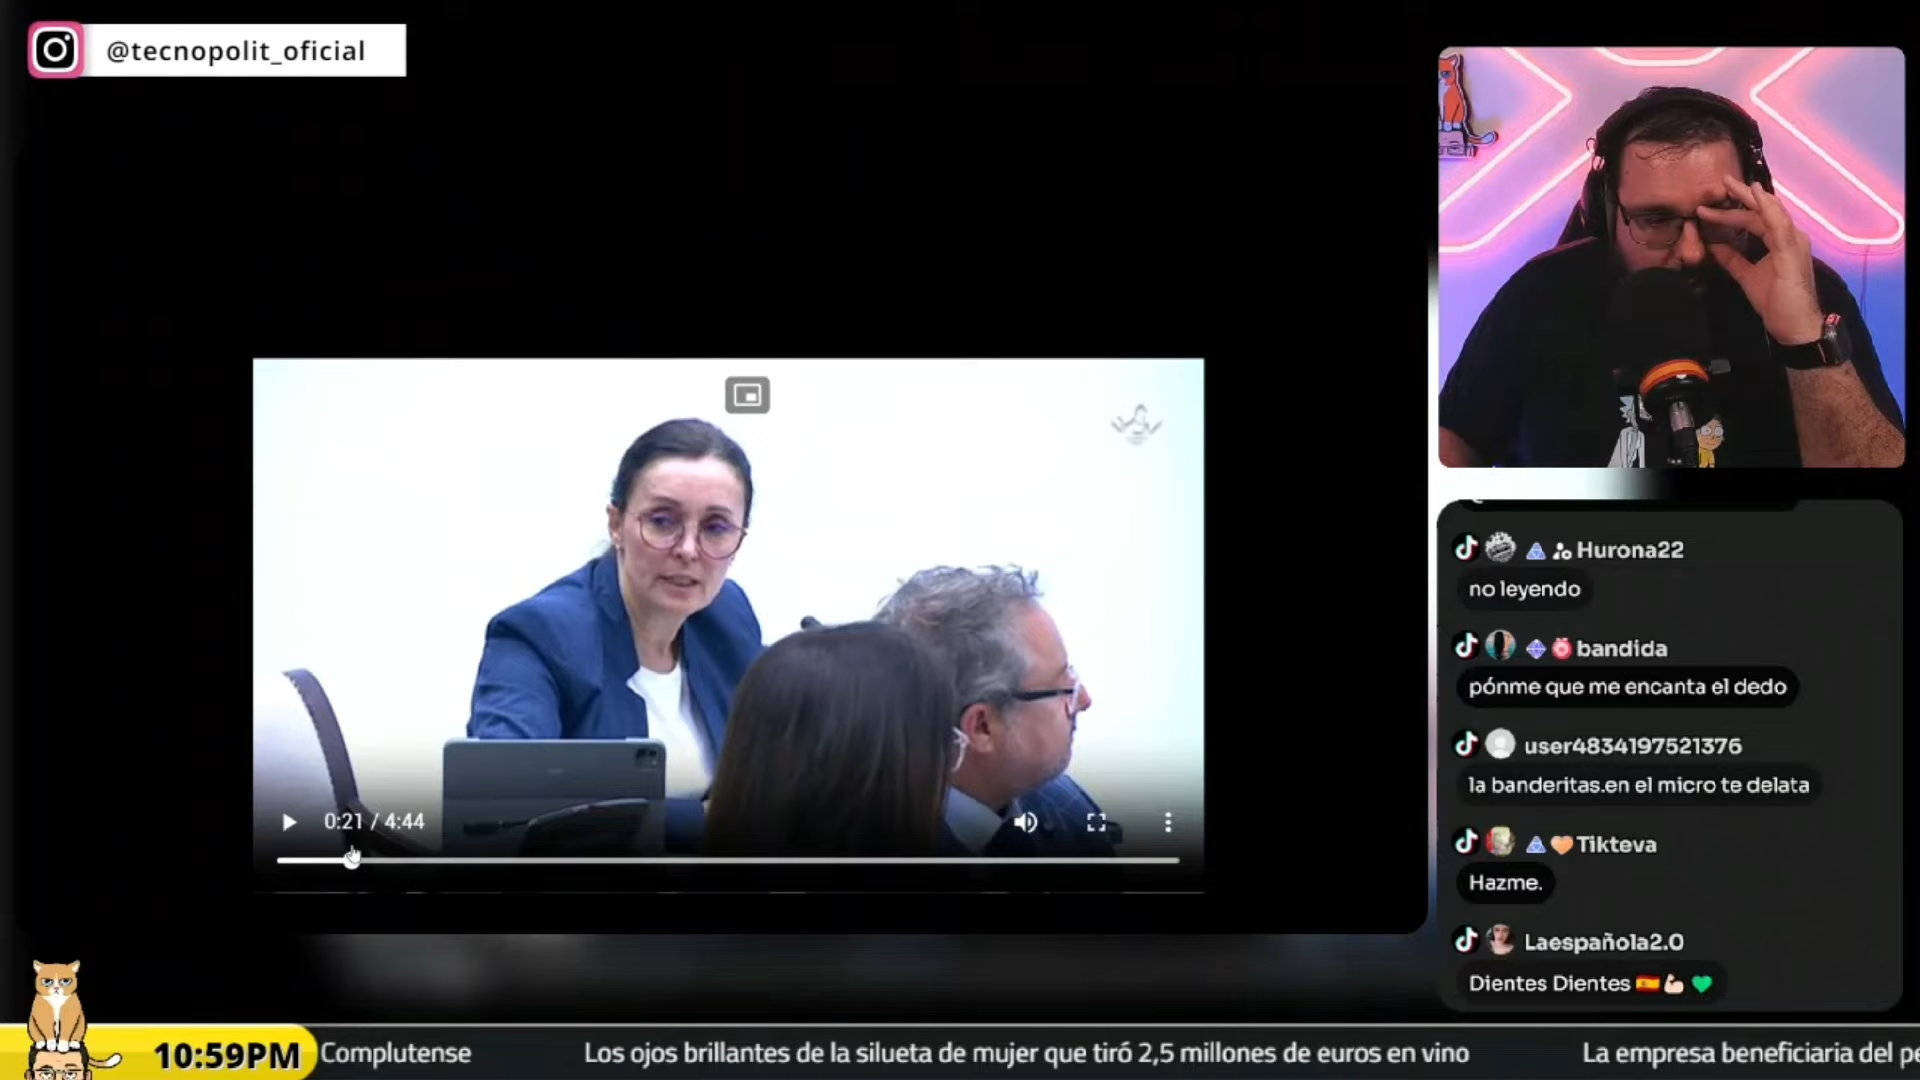 @tecnopolit_oficial
Hurona22
no leyendo
bandida
pónme que me encanta el dedo
user4834197521376
la banderitas.en el micro te delata
Tikteva
Hazme.
Laespañola2.0
Dientes Dientes 🇪🇸💪🏻💚
0:21 / 4:44
10:59PM
Complutense
Los ojos brillantes de la silueta de mujer que tiró 2,5 millones de euros en vino
La empresa beneficiaria del